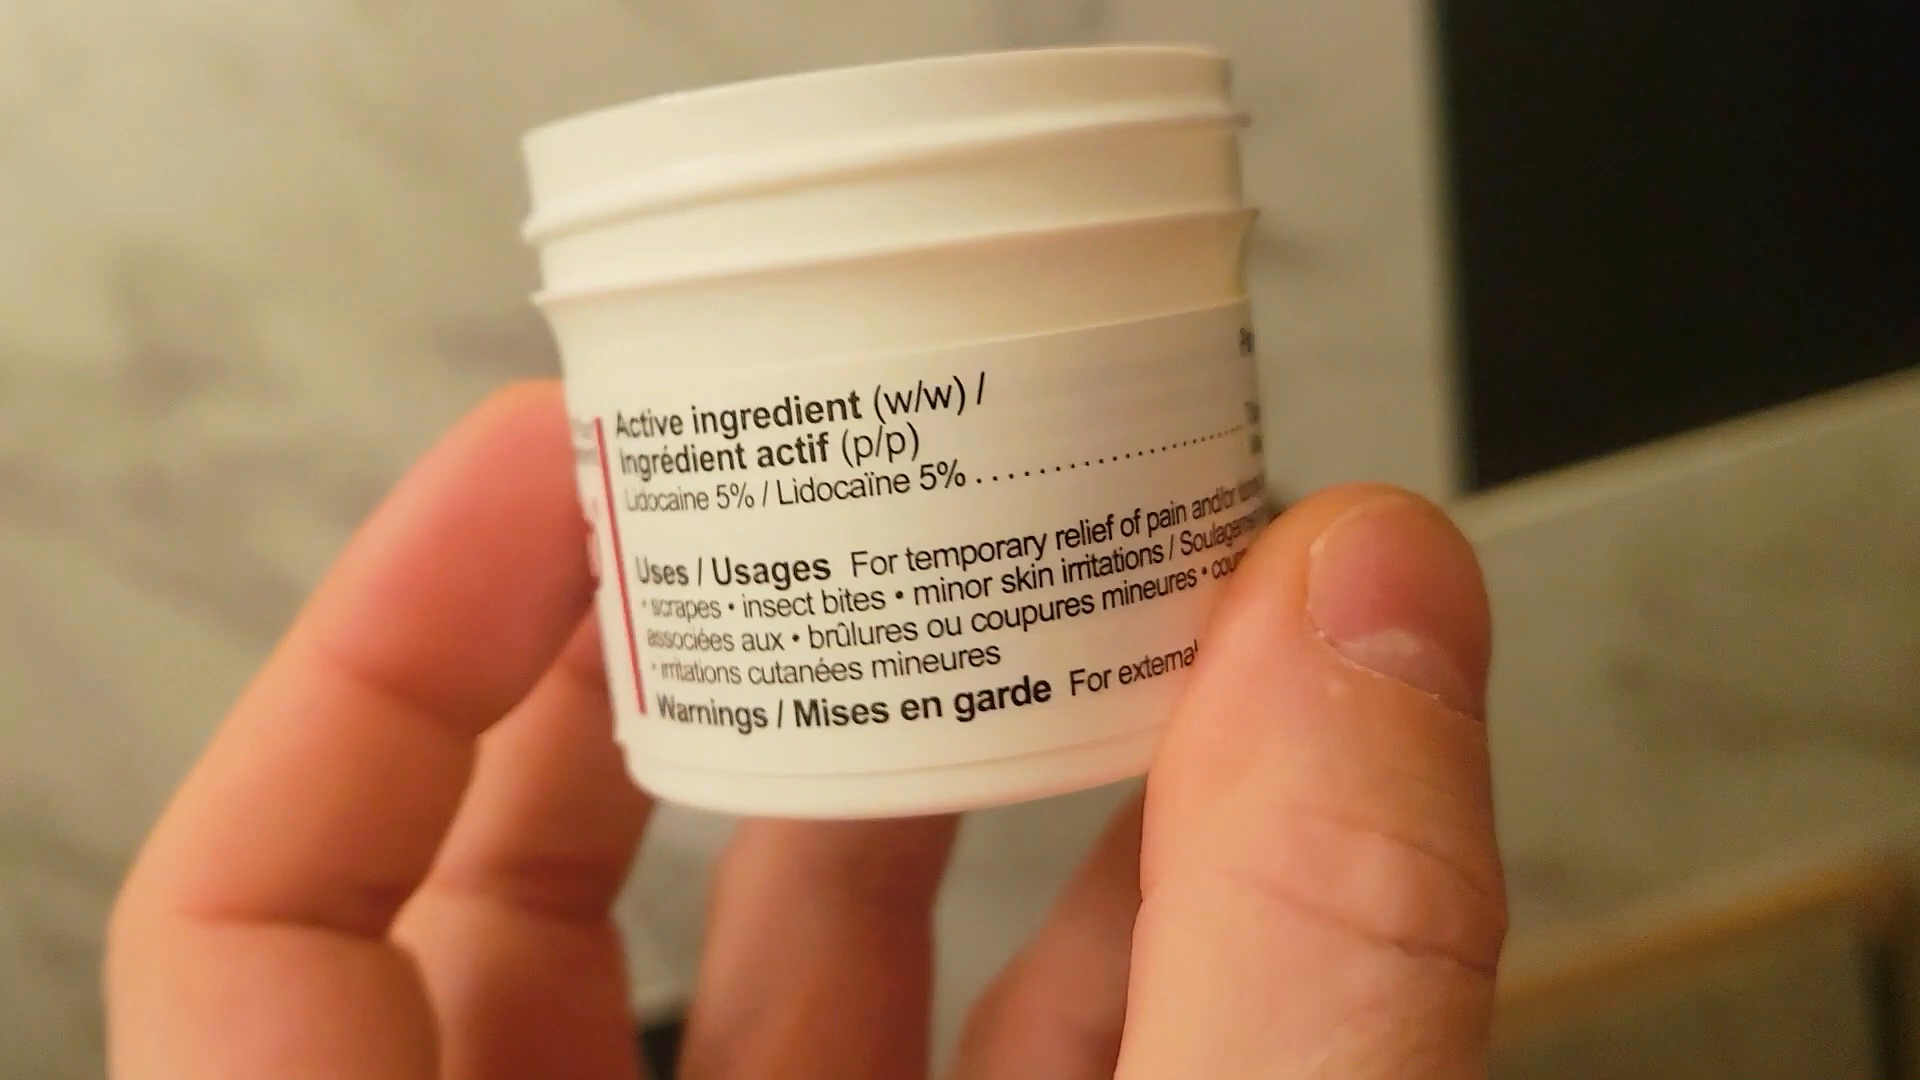 Active ingredient (w/w) /
Ingrédient actif (p/p)
Lidocaine 5% / Lidocaïne 5% ........................
Uses / Usages For temporary relief of pain and/or
• scrapes • insect bites • minor skin irritations /
associées aux • brûlures ou coupures mineures •
• irritations cutanées mineures
Warnings / Mises en garde For external